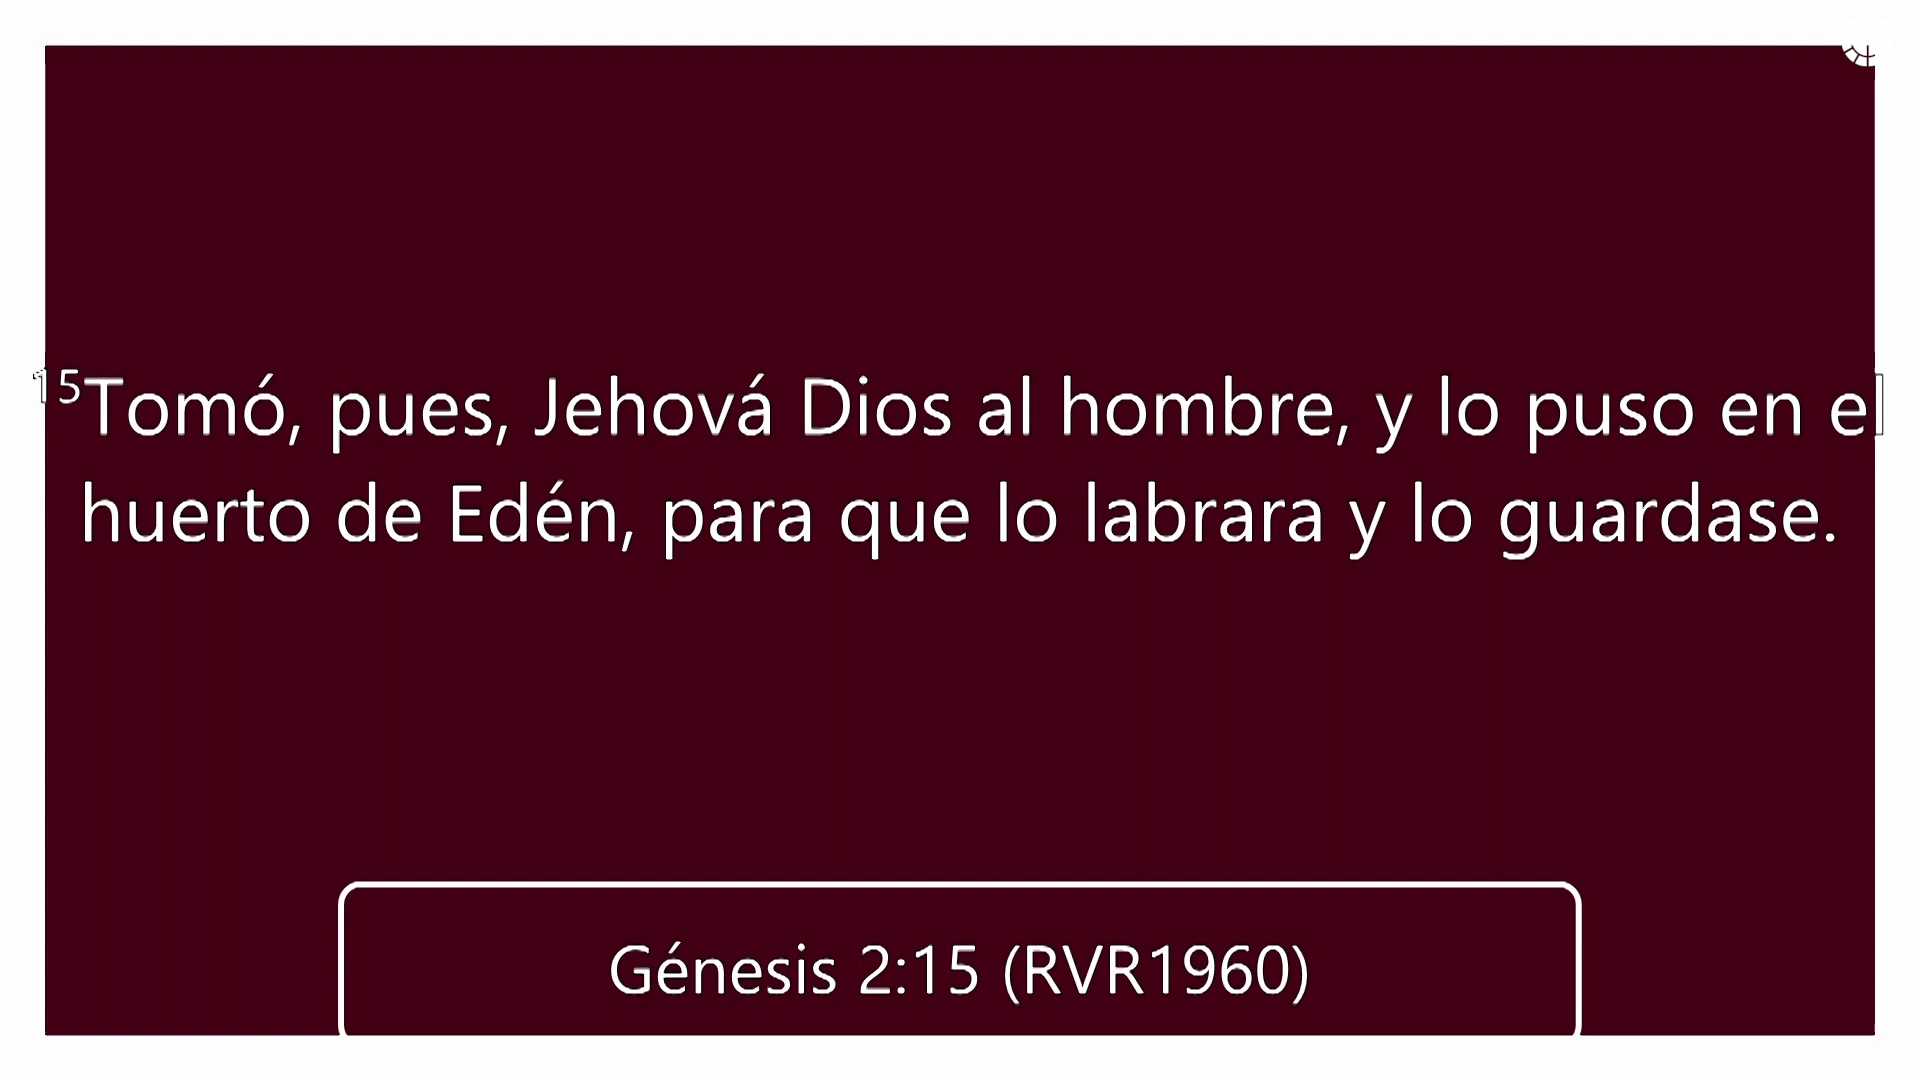 15Tomó, pues, Jehová Dios al hombre, y lo puso en el
huerto de Edén, para que lo labrara y lo guardase.
Génesis 2:15 (RVR1960)